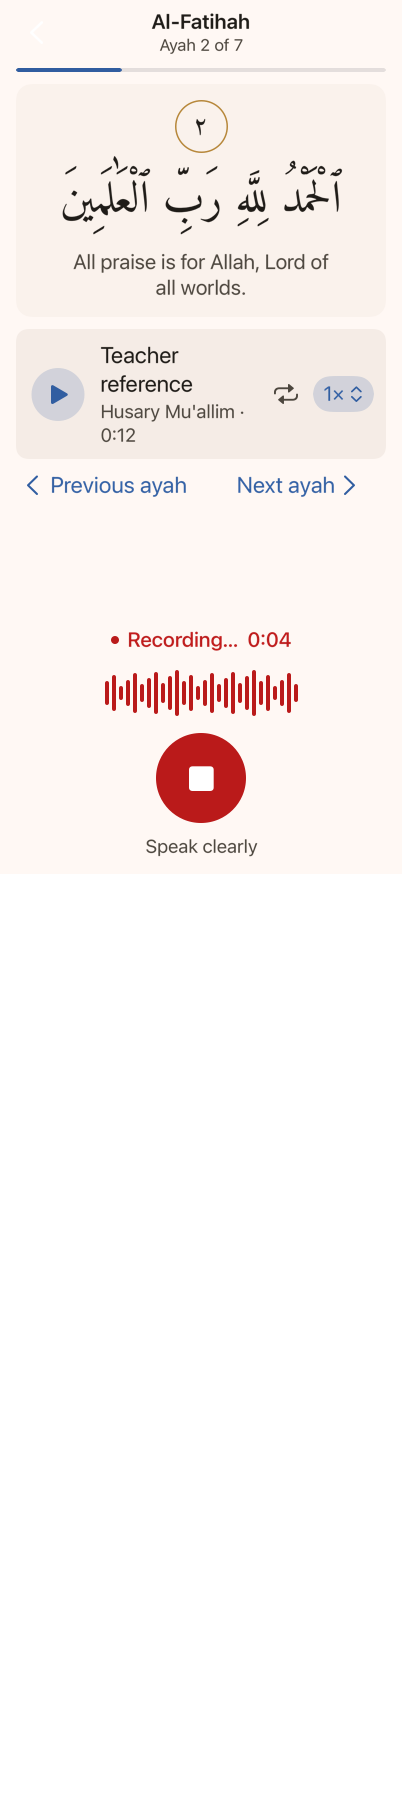 Al-Fatihah
Ayah 2 of 7
٢
ٱلْحَمْدُ لِلَّهِ رَبِّ ٱلْعَـٰلَمِينَ
All praise is for Allah, Lord of
all worlds.
Teacher
reference
Husary Mu'allim ·
0:12
1×
Previous ayah
Next ayah
Recording... 0:04
Speak clearly